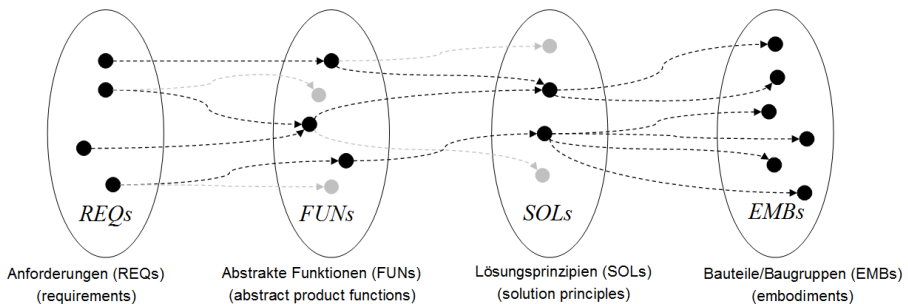 REQs
FUNs
SOLs
EMBs
Anforderungen (REQs)
(requirements)
Abstrakte Funktionen (FUNs)
(abstract product functions)
Lösungsprinzipien (SOLs)
(solution principles)
Bauteile/Baugruppen (EMBs)
(embodiments)